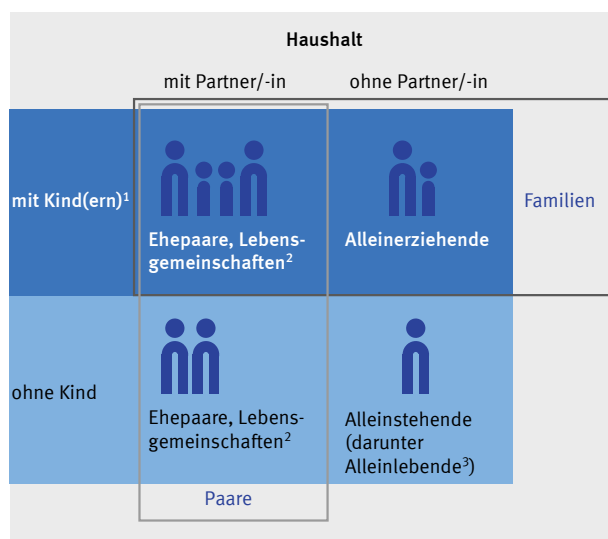 Haushalt
mit Partner/-in
ohne Partner/-in
mit Kind(ern)¹
Ehepaare, Lebens-
gemeinschaften²
Alleinerziehende
Familien
ohne Kind
Ehepaare, Lebens-
gemeinschaften²
Alleinstehende
(darunter
Alleinlebende³)
Paare